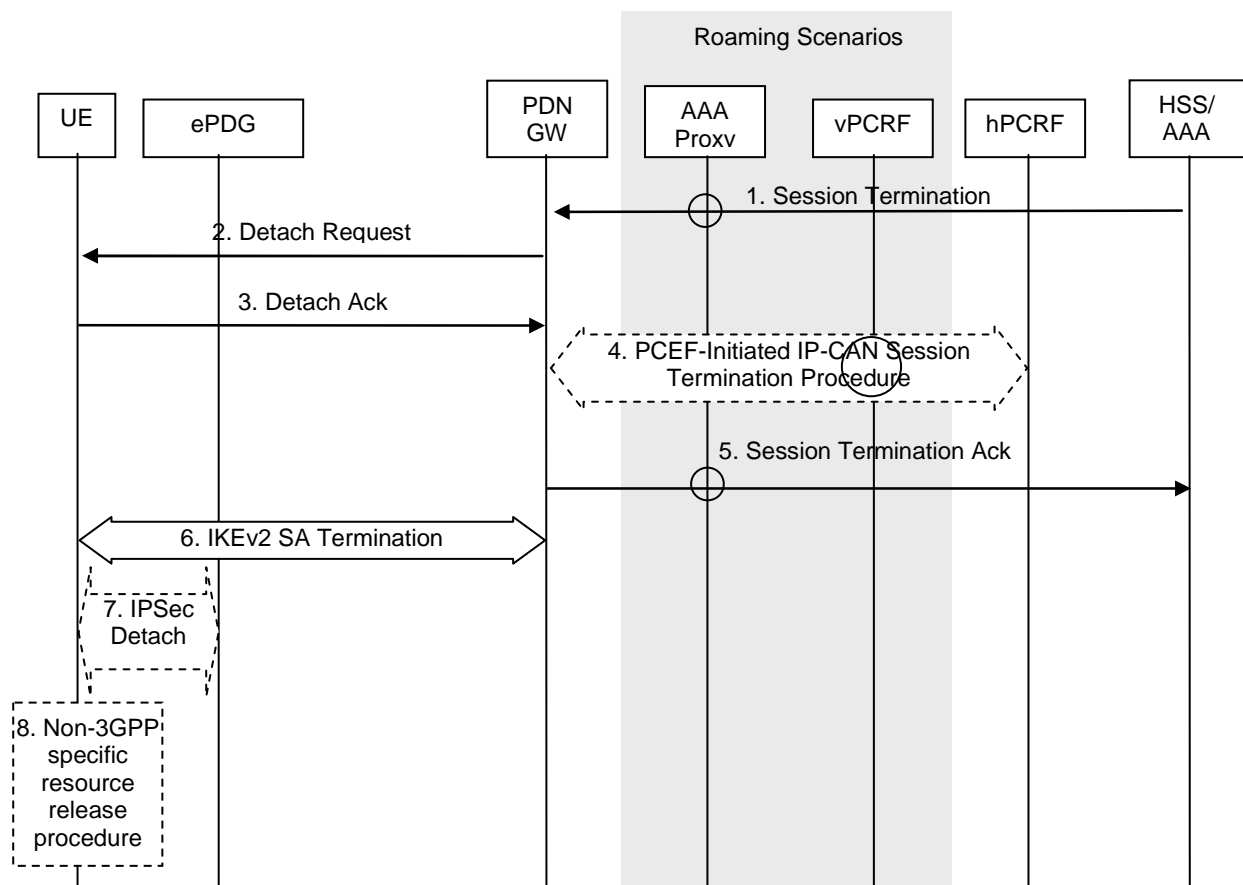 Roaming Scenarios
UE
ePDG
PDN
GW
AAA
Proxv
vPCRF
hPCRF
HSS/
AAA
1. Session Termination
2. Detach Request
3. Detach Ack
4. PCEF-Initiated IP-CAN Session
Termination Procedure
5. Session Termination Ack
6. IKEv2 SA Termination
7. IPSec
Detach
8. Non-3GPP
specific
resource
release
procedure